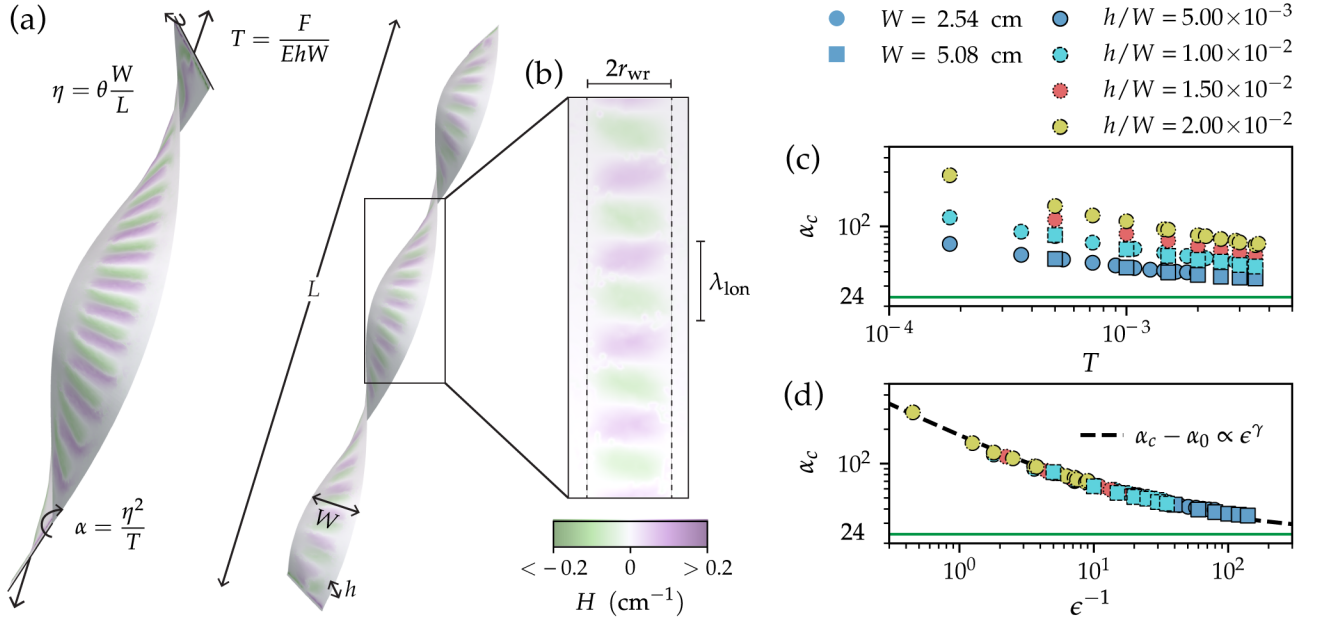 (a)
T = F/(EhW)
η = θ W/L
α = η²/T
L
W
h
(b)
2r_wr
λ_lon
< − 0.2 0 > 0.2
H (cm⁻¹)
W = 2.54 cm
W = 5.08 cm
h/W = 5.00×10⁻³
h/W = 1.00×10⁻²
h/W = 1.50×10⁻²
h/W = 2.00×10⁻²
(c)
α_c
10²
24
10⁻⁴ 10⁻³
T
(d)
α_c − α_0 ∝ ϵ^γ
α_c
10²
24
10⁰ 10¹ 10²
ϵ⁻¹